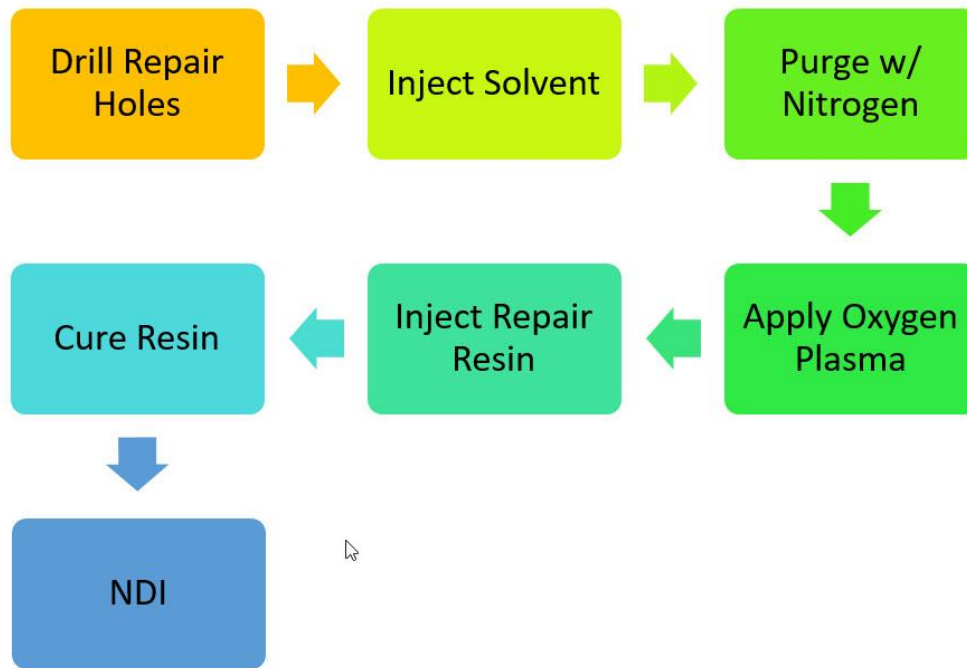 Drill Repair
Holes
Inject Solvent
Purge w/
Nitrogen
Apply Oxygen
Plasma
Inject Repair
Resin
Cure Resin
NDI